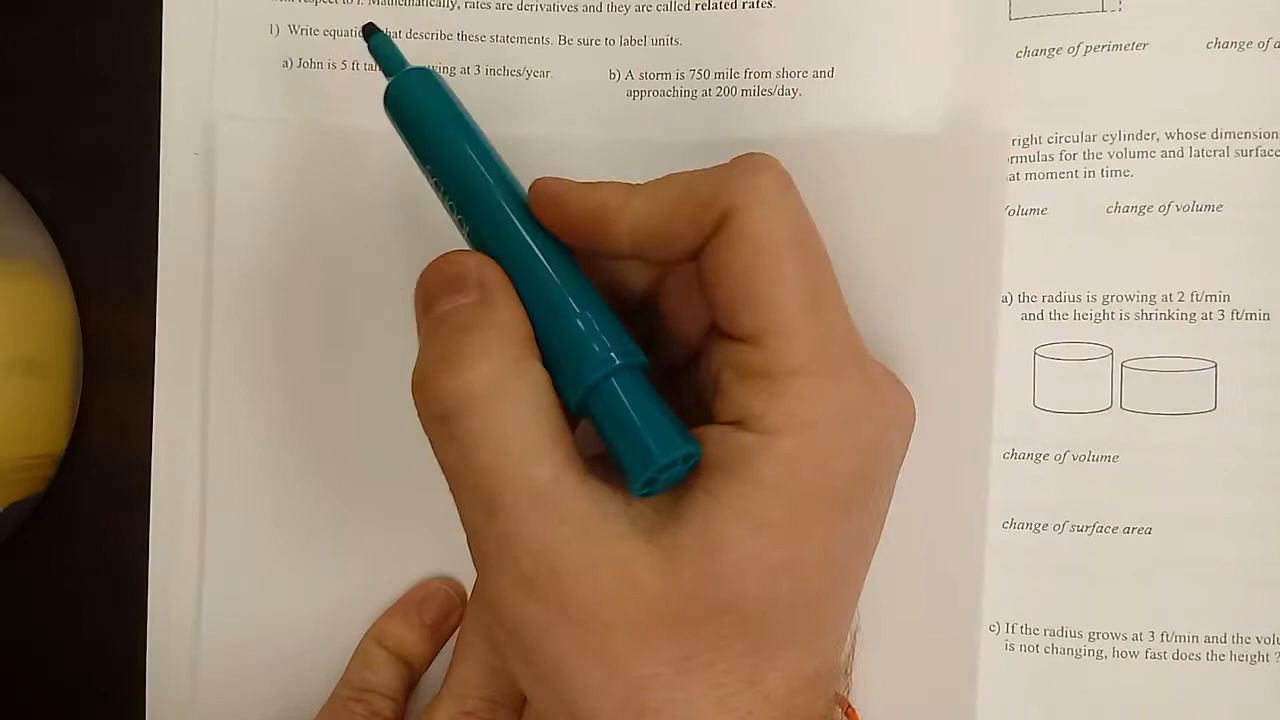 respect to t. Mathematically, rates are derivatives and they are called related rates.
1) Write equatio hat describe these statements. Be sure to label units.
a) John is 5 ft tal wing at 3 inches/year.
b) A storm is 750 mile from shore and
approaching at 200 miles/day.
change of perimeter
change of a
right circular cylinder, whose dimension
rmulas for the volume and lateral surface
at moment in time.
olume
change of volume
a) the radius is growing at 2 ft/min
and the height is shrinking at 3 ft/min
change of volume
change of surface area
c) If the radius grows at 3 ft/min and the volu
is not changing, how fast does the height ?